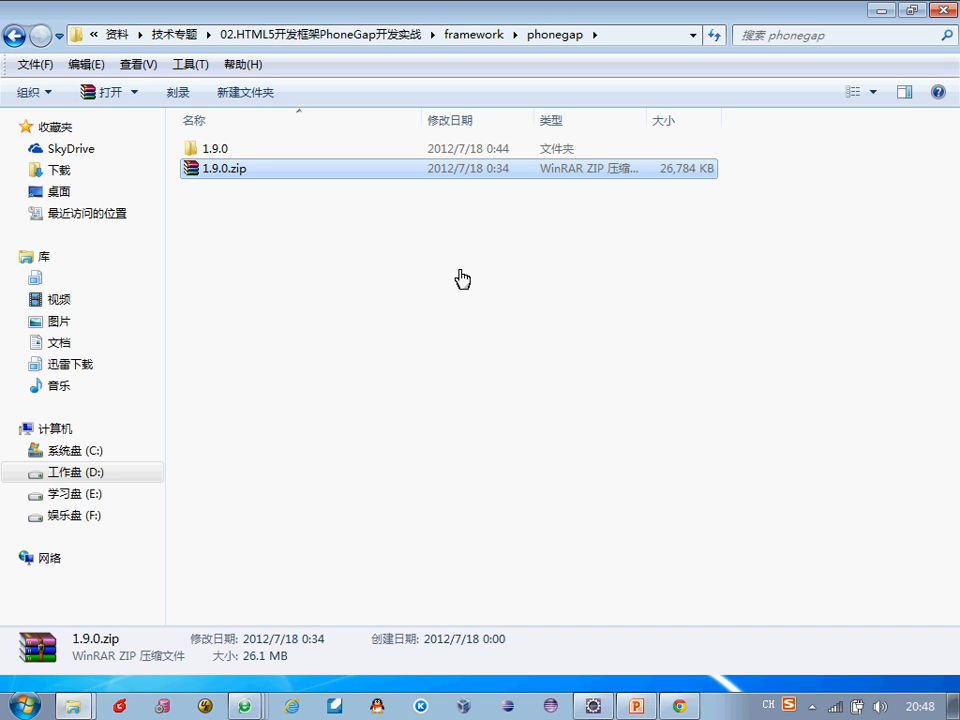 « 资料 技术专题 02.HTML5开发框架PhoneGap开发实战 framework phonegap
搜索 phonegap
文件(F) 编辑(E) 查看(V) 工具(T) 帮助(H)
组织 打开 刻录 新建文件夹
名称 修改日期 类型 大小
1.9.0 2012/7/18 0:44 文件夹
1.9.0.zip 2012/7/18 0:34 WinRAR ZIP 压缩... 26,784 KB
收藏夹
SkyDrive
下载
桌面
最近访问的位置
库
视频
图片
文档
迅雷下载
音乐
计算机
系统盘 (C:)
工作盘 (D:)
学习盘 (E:)
娱乐盘 (F:)
网络
1.9.0.zip 修改日期: 2012/7/18 0:34 创建日期: 2012/7/18 0:00
WinRAR ZIP 压缩文件 大小: 26.1 MB
CH 20:48